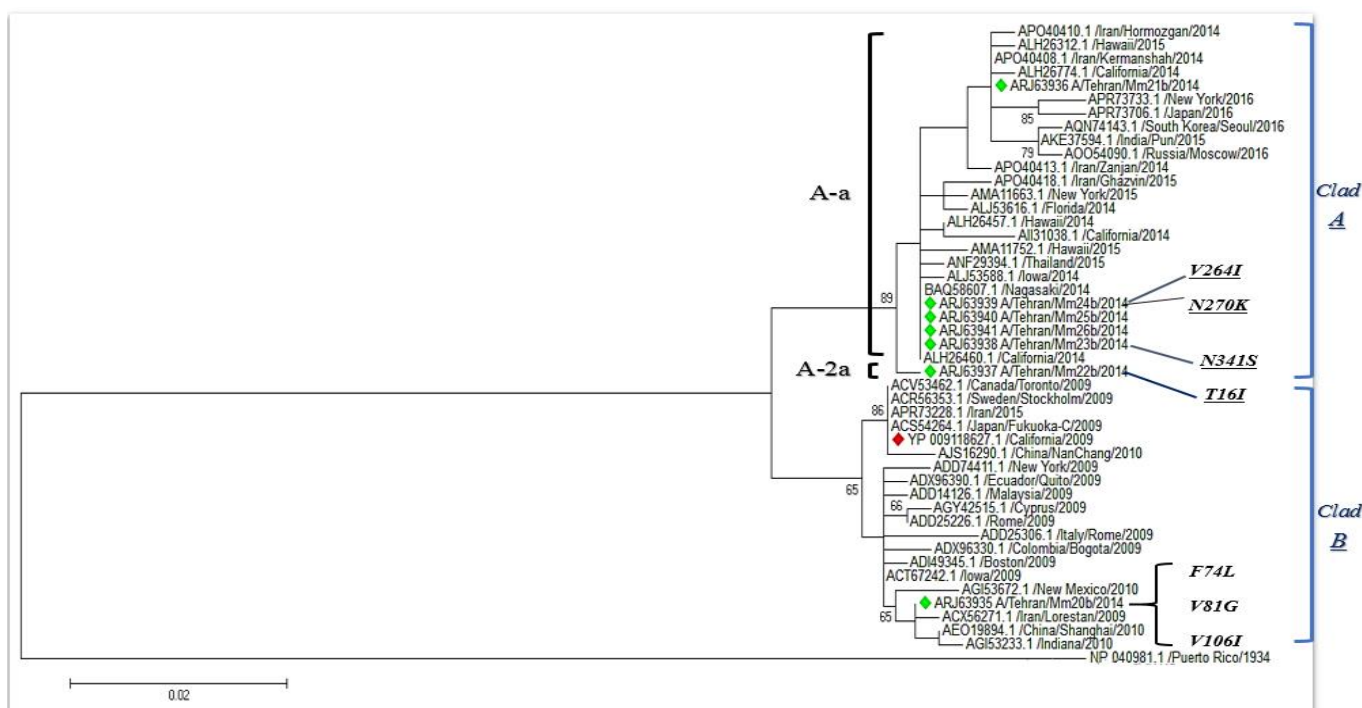 APO40410.1 /Iran/Hormozgan/2014
ALH26312.1 /Hawaii/2015
APO40408.1 /Iran/Kermanshah/2014
ALH26774.1 /California/2014
ARJ63936 A/Tehran/Mm21b/2014
APR73733.1 /New York/2016
85
APR73706.1 /Japan/2016
AQN74143.1 /South Korea/Seoul/2016
AKE37594.1 /India/Pun/2015
79
AOO54090.1 /Russia/Moscow/2016
APO40413.1 /Iran/Zanjan/2014
APO40418.1 /Iran/Ghazvin/2015
A-a
AMA11663.1 /New York/2015
Clad
A
ALJ53616.1 /Florida/2014
ALH26457.1 /Hawaii/2014
AII31038.1 /California/2014
AMA11752.1 /Hawaii/2015
ANF29394.1 /Thailand/2015
V264I
ALJ53588.1 /Iowa/2014
BAQ58607.1 /Nagasaki/2014
89
ARJ63939 A/Tehran/Mm24b/2014
N270K
ARJ63940 A/Tehran/Mm25b/2014
ARJ63941 A/Tehran/Mm26b/2014
ARJ63938 A/Tehran/Mm23b/2014
N341S
ALH26460.1 /California/2014
A-2a
ARJ63937 A/Tehran/Mm22b/2014
T16I
ACV53462.1 /Canada/Toronto/2009
ACR56353.1 /Sweden/Stockholm/2009
86
APR73228.1 /Iran/2015
ACS54264.1 /Japan/Fukuoka-C/2009
YP 009118627.1 /California/2009
AJS16290.1 /China/NanChang/2010
ADD74411.1 /New York/2009
ADX96390.1 /Ecuador/Quito/2009
65
ADD14126.1 /Malaysia/2009
66
AGY42515.1 /Cyprus/2009
Clad
B
ADD25226.1 /Rome/2009
ADD25306.1 /Italy/Rome/2009
ADX96330.1 /Colombia/Bogota/2009
ADI49345.1 /Boston/2009
F74L
ACT67242.1 /Iowa/2009
AGI53672.1 /New Mexico/2010
ARJ63935 A/Tehran/Mm20b/2014
V81G
65
ACX56271.1 /Iran/Lorestan/2009
AEO19894.1 /China/Shanghai/2010
AGI53233.1 /Indiana/2010
V106I
NP 040981.1 /Puerto Rico/1934
0.02